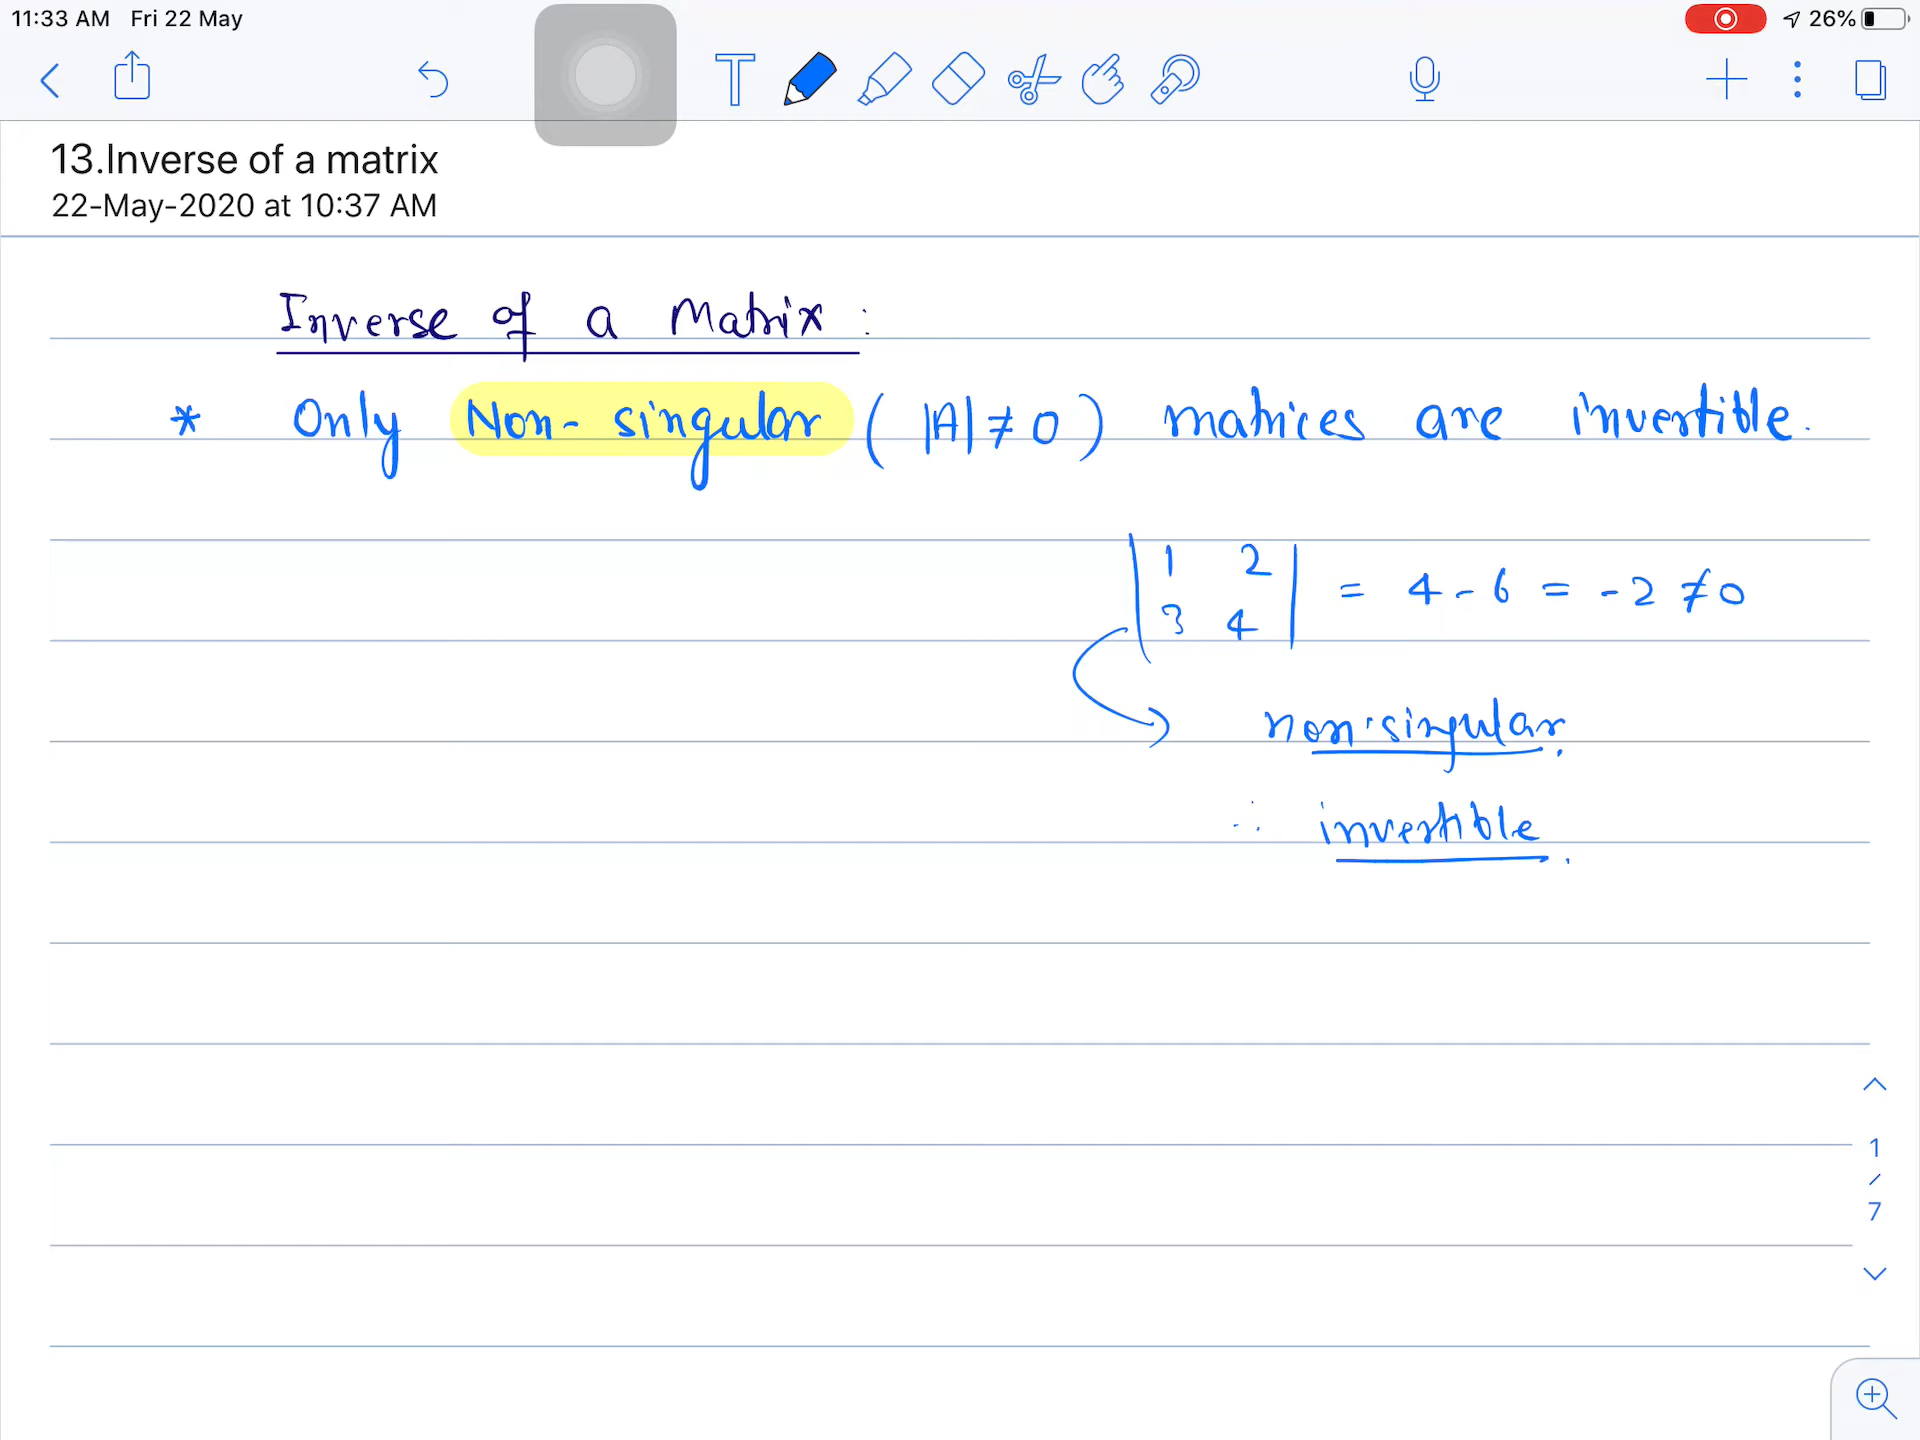 11:33 AM Fri 22 May 26%
13.Inverse of a matrix
22-May-2020 at 10:37 AM
Inverse of a Matrix :
* Only Non-singular ( |A| ≠ 0 ) matrices are invertible.
| 1 2 |
| 3 4 | = 4 - 6 = -2 ≠ 0
non-singular.
∴ invertible.
1
/
7